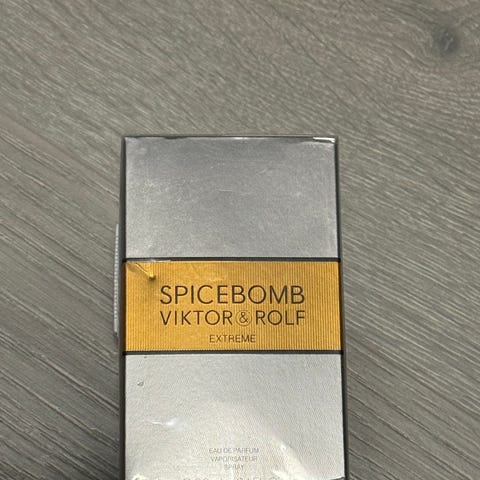 SPICEBOMB
VIKTOR & ROLF
EXTREME
EAU DE PARFUM
VAPORISATEUR
SPRAY